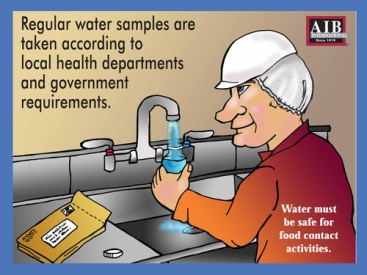 Regular water samples are
taken according to
local health departments
and government
requirements.
AIB
INTERNATIONAL
Since 1919
Water must
be safe for
food contact
activities.